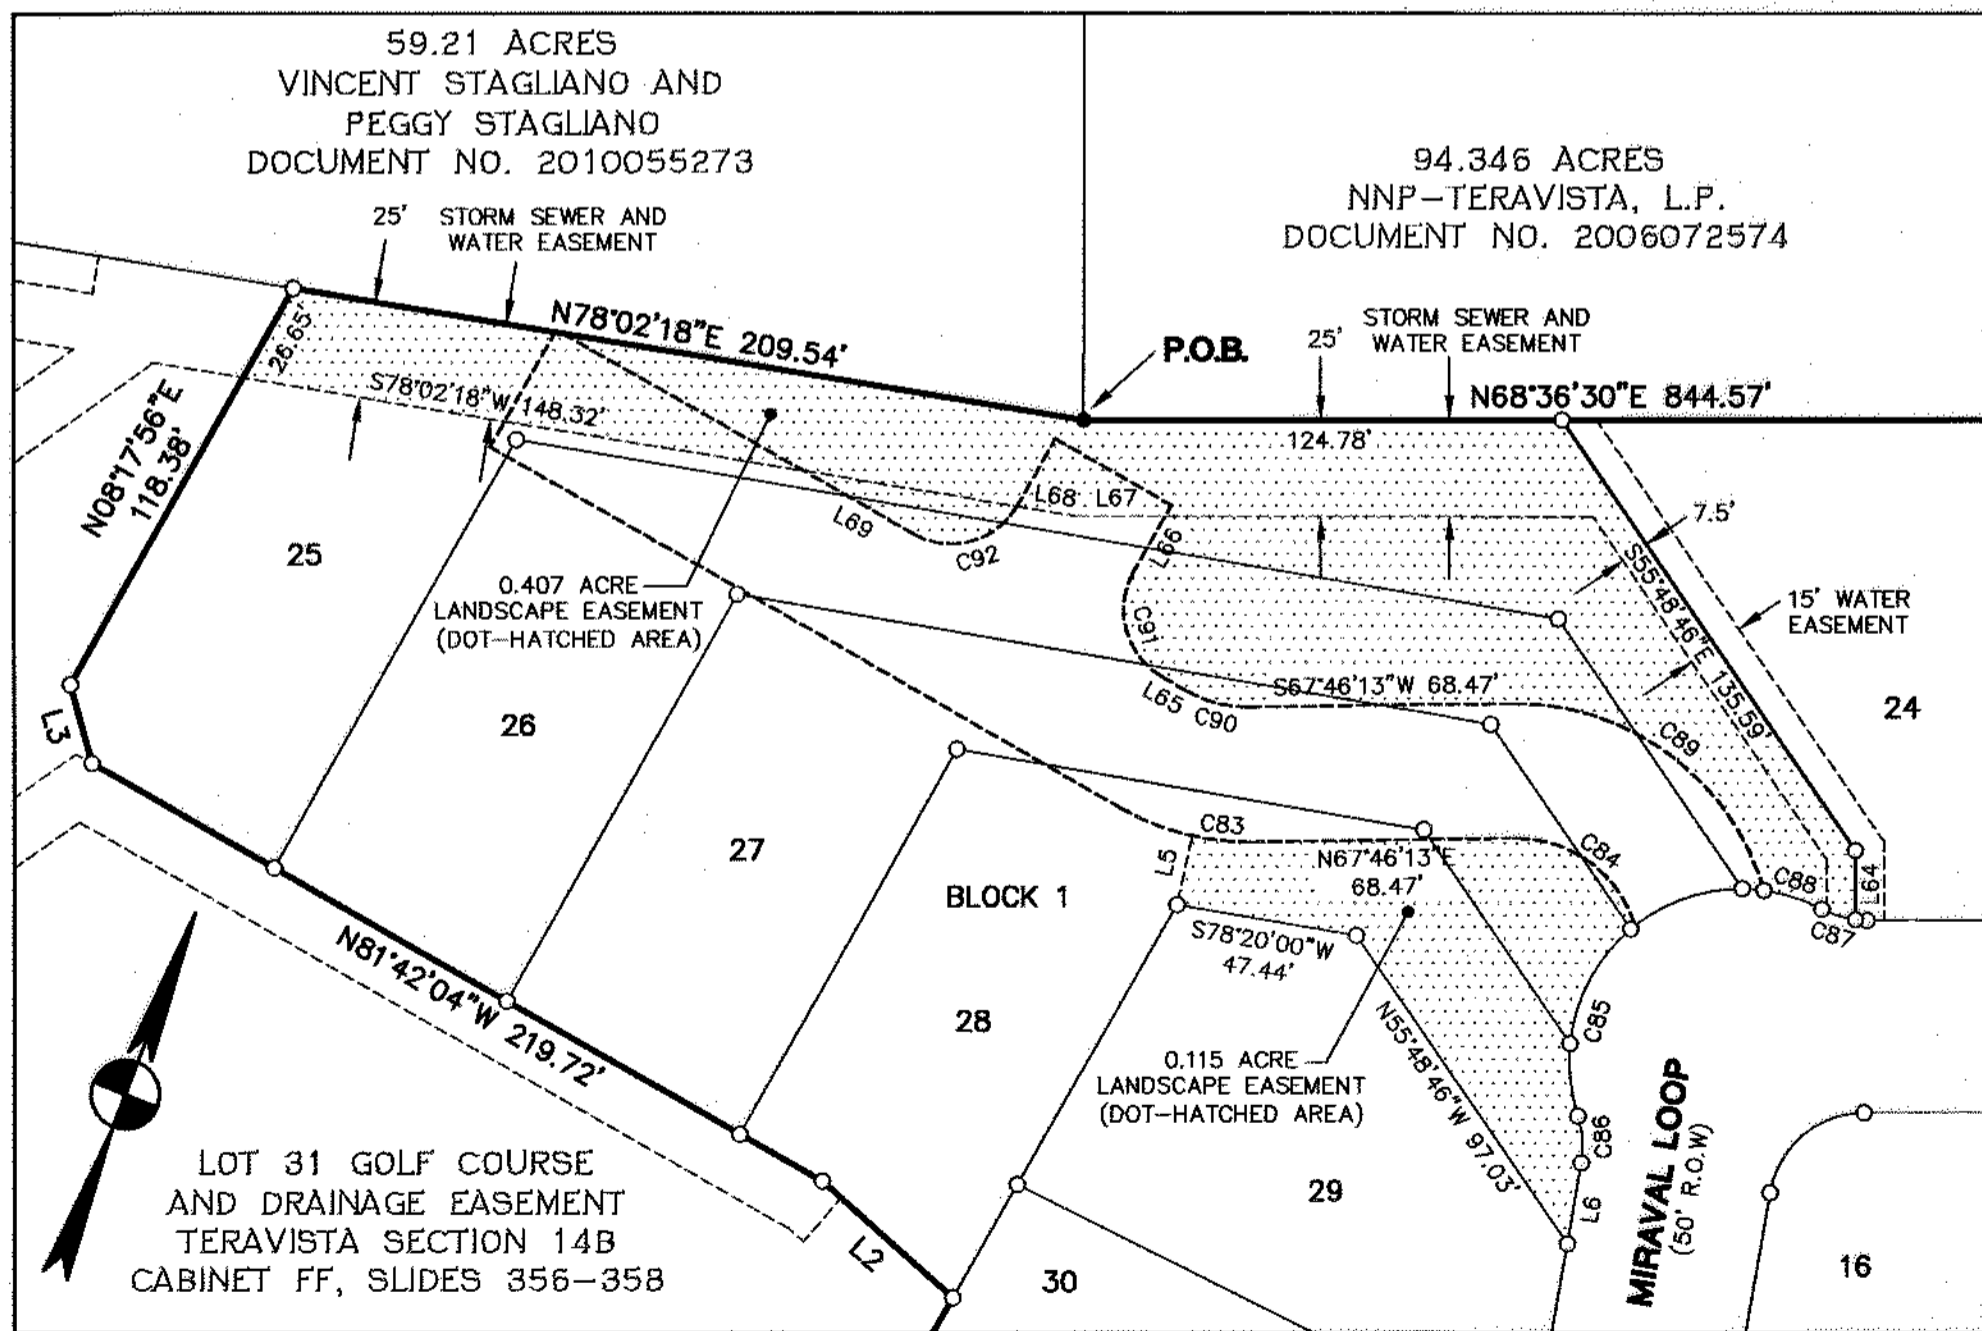 59.21 ACRES
VINCENT STAGLIANO AND
PEGGY STAGLIANO
DOCUMENT NO. 2010055273
94.346 ACRES
NNP-TERAVISTA, L.P.
DOCUMENT NO. 2006072574
25' STORM SEWER AND
WATER EASEMENT
N78°02'18"E 209.54'
P.O.B.
25' STORM SEWER AND
WATER EASEMENT
N68°36'30"E 844.57'
124.78'
26.65'
S78°02'18"W 148.32'
N08°17'56"E
118.38'
L68
L67
L69
C92
L66
C91
7.5'
S55°48'46"E 135.59'
15' WATER
EASEMENT
25
0.407 ACRE
LANDSCAPE EASEMENT
(DOT-HATCHED AREA)
L65
C90
S67°46'13"W 68.47'
C89
24
L3
26
27
C83
C84
L5
N67°46'13"E
68.47'
C88
L64
C87
BLOCK 1
S78°20'00"W
47.44'
N81°42'04"W 219.72'
28
C85
N55°48'46"W 97.03'
0.115 ACRE
LANDSCAPE EASEMENT
(DOT-HATCHED AREA)
C86
L6
MIRAVAL LOOP
(50' R.O.W)
LOT 31 GOLF COURSE
AND DRAINAGE EASEMENT
TERAVISTA SECTION 14B
CABINET FF, SLIDES 356-358
L2
29
30
16